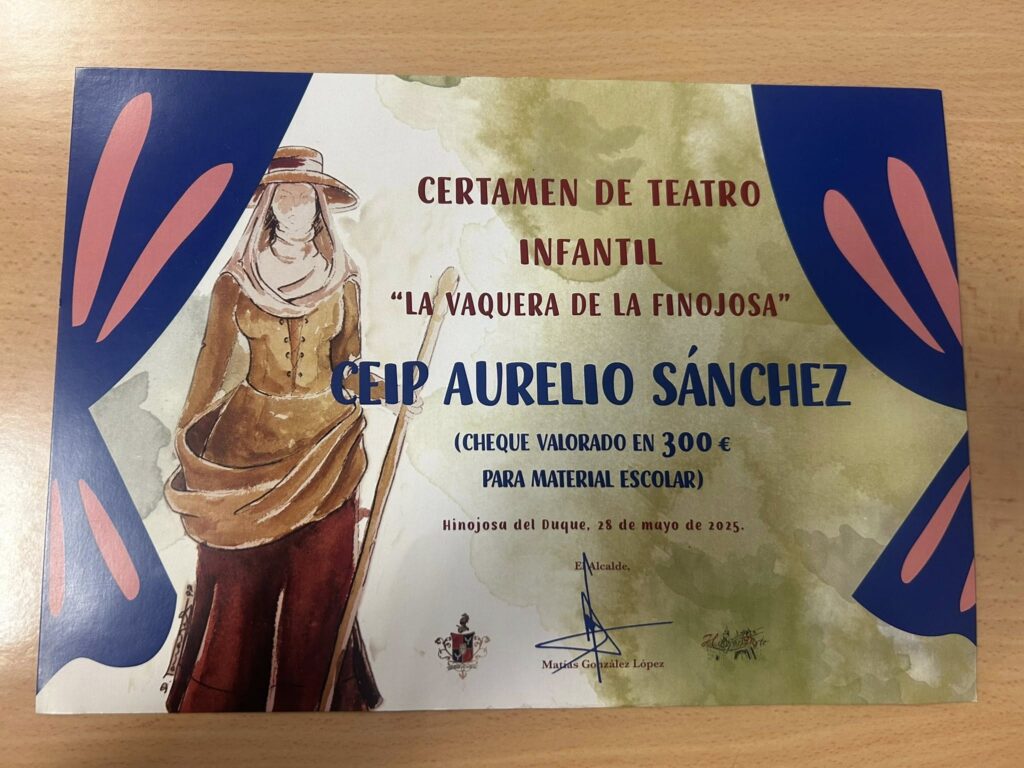 CERTAMEN DE TEATRO
INFANTIL
“LA VAQUERA DE LA FINOJOSA”
CEIP AURELIO SÁNCHEZ
(CHEQUE VALORADO EN 300 €
PARA MATERIAL ESCOLAR)
Hinojosa del Duque, 28 de mayo de 2025.
El Alcalde,
Matías González López